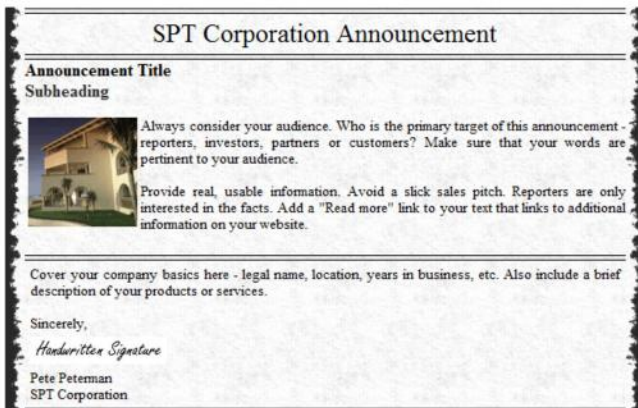 SPT Corporation Announcement
Announcement Title
Subheading
Always consider your audience. Who is the primary target of this announcement -
reporters, investors, partners or customers? Make sure that your words are
pertinent to your audience.
Provide real, usable information. Avoid a slick sales pitch. Reporters are only
interested in the facts. Add a "Read more" link to your text that links to additional
information on your website.
Cover your company basics here - legal name, location, years in business, etc. Also include a brief
description of your products or services.
Sincerely,
Handwritten Signature
Pete Peterman
SPT Corporation